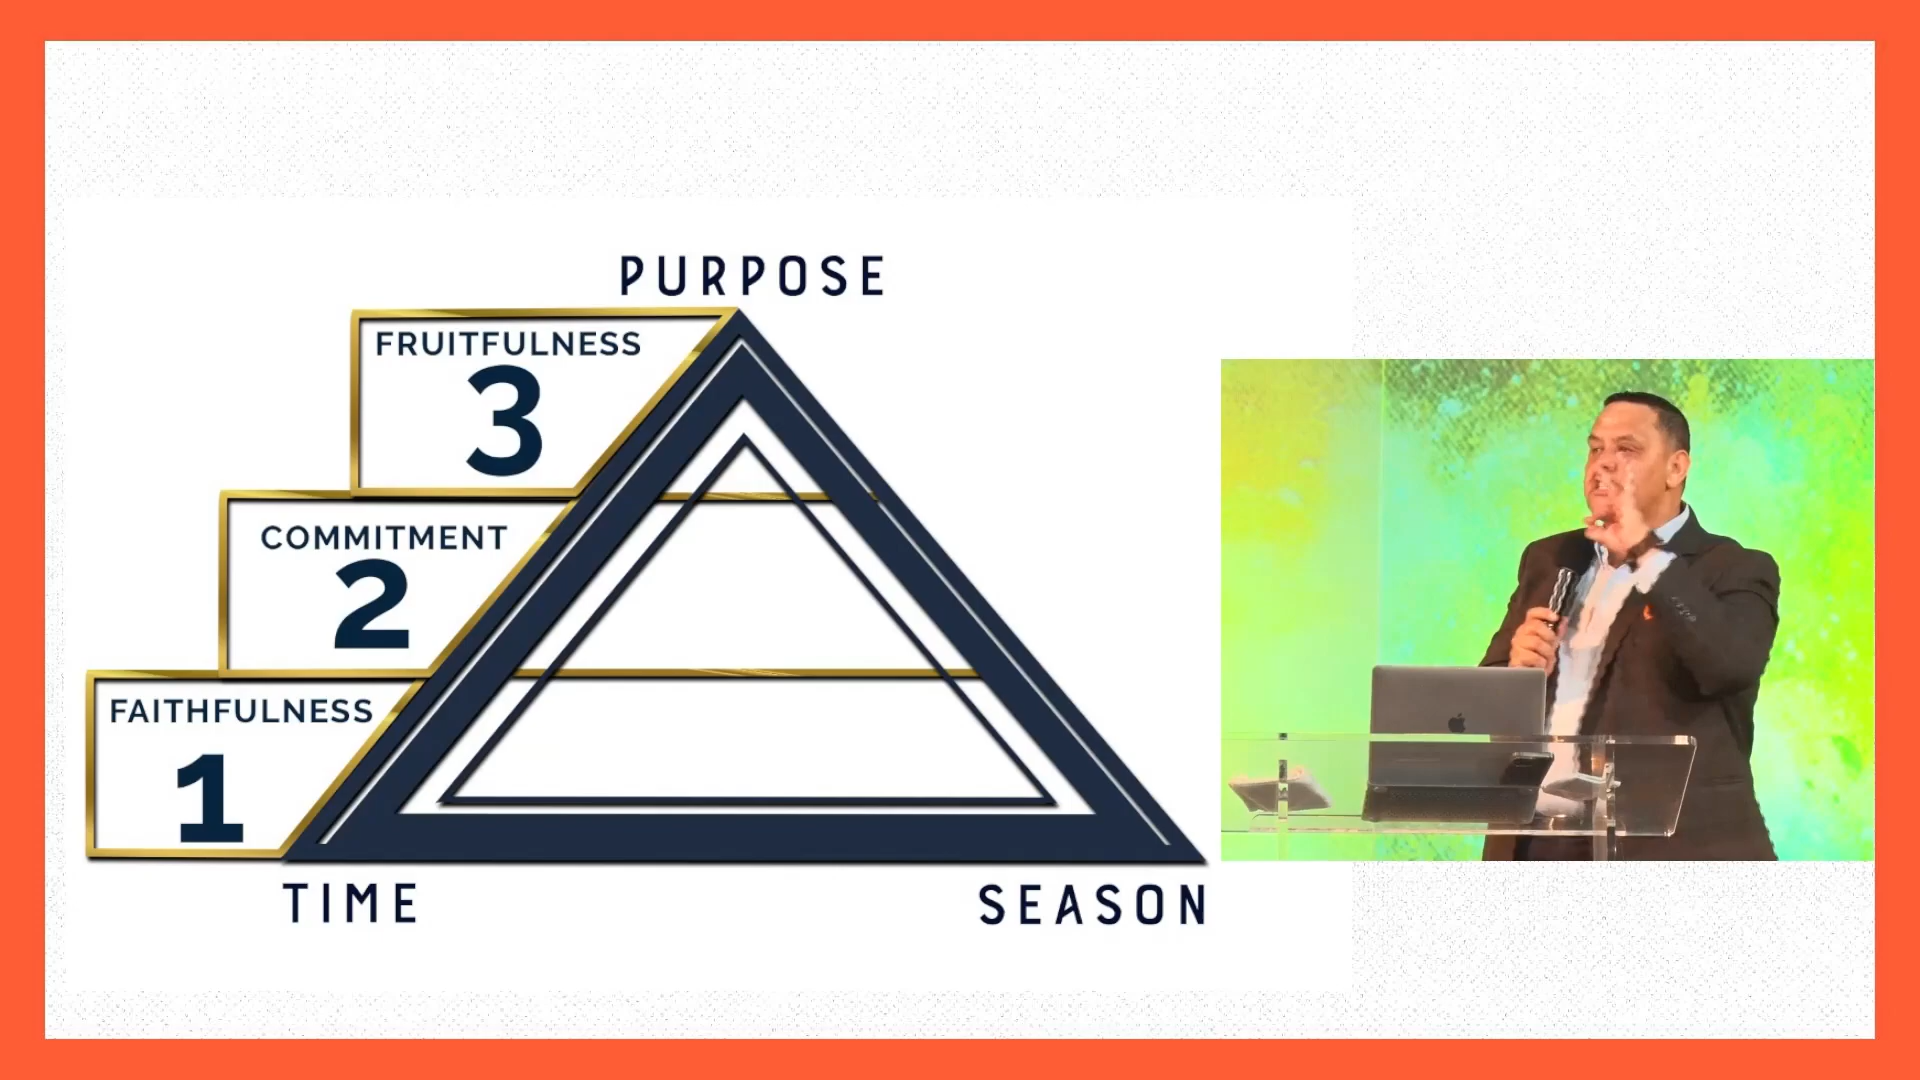 PURPOSE
FRUITFULNESS
3
COMMITMENT
2
FAITHFULNESS
1
TIME
SEASON